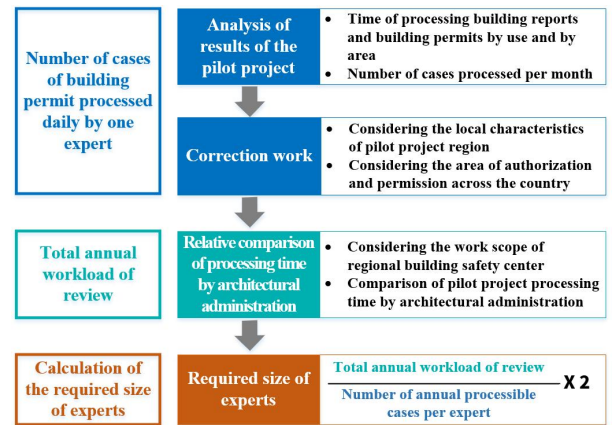 Number of cases
of building
permit processed
daily by one
expert
Analysis of
results of the
pilot project
• Time of processing building reports
and building permits by use and by
area
• Number of cases processed per month
Correction work
• Considering the local characteristics
of pilot project region
• Considering the area of authorization
and permission across the country
Total annual
workload of
review
Relative comparison
of processing time
by architectural
administration
• Considering the work scope of
regional building safety center
• Comparison of pilot project processing
time by architectural administration
Calculation of
the required size
of experts
Required size of
experts
Total annual workload of review
Number of annual processible
cases per expert
X 2